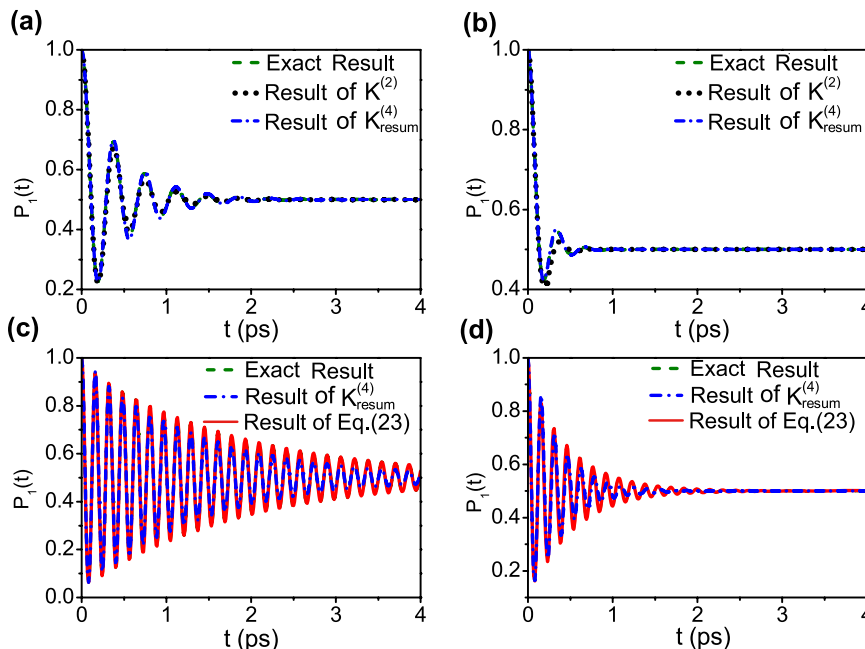 (a)
1.0
0.8
0.6
0.4
0.2
P₁(t)
Exact Result
Result of K⁽²⁾
Result of K⁽⁴⁾resum
0 1 2 3 4
t (ps)
(b)
1.0
0.8
0.6
0.4
P₁(t)
Exact Result
Result of K⁽²⁾
Result of K⁽⁴⁾resum
0 1 2 3 4
t (ps)
(c)
1.0
0.8
0.6
0.4
0.2
0.0
P₁(t)
Exact Result
Result of K⁽⁴⁾resum
Result of Eq.(23)
0 1 2 3 4
t (ps)
(d)
1.0
0.8
0.6
0.4
0.2
P₁(t)
Exact Result
Result of K⁽⁴⁾resum
Result of Eq.(23)
0 1 2 3 4
t (ps)